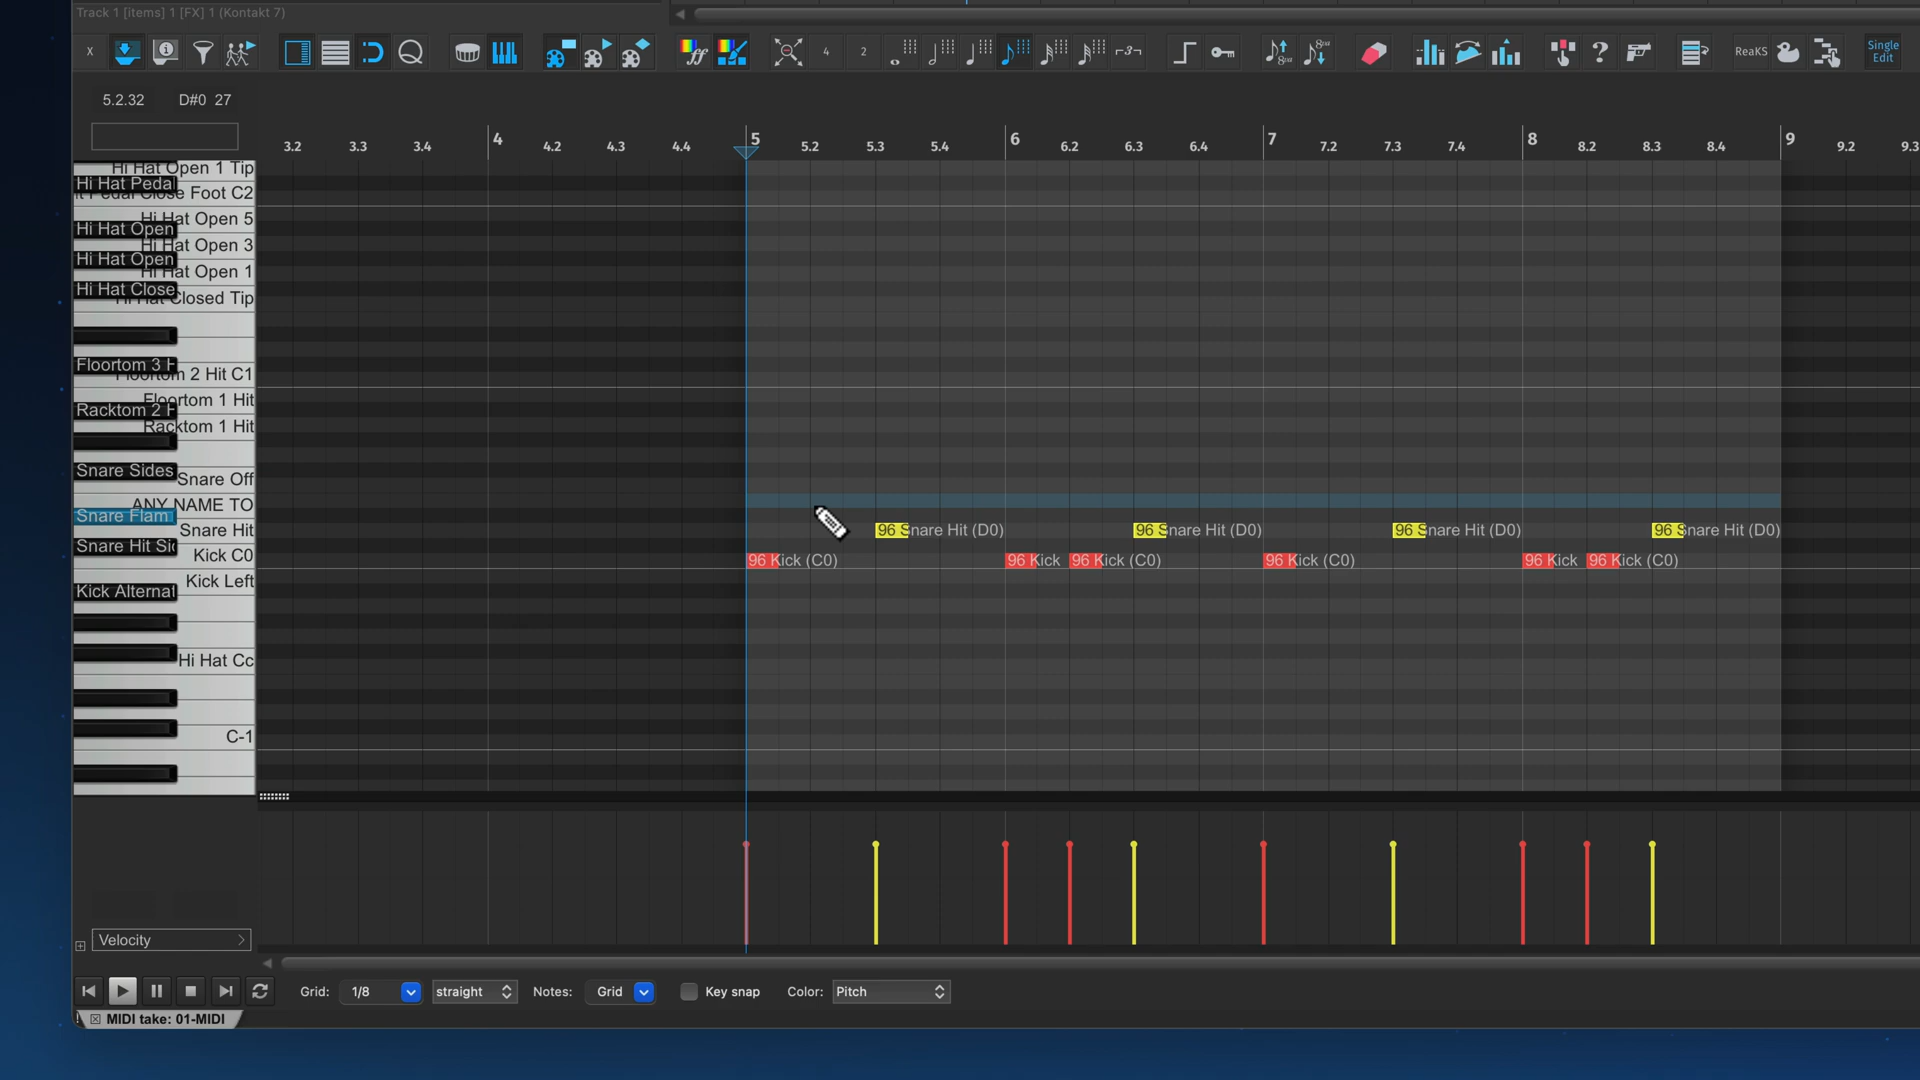 Track 1 [items] 1 [FX] 1 (Kontakt 7)
X
4
2
ff
3
8va
8va
?
ReaKS
Single
Edit
5.2.32 D#0 27
3.2 3.3 3.4 4 4.2 4.3 4.4 5 5.2 5.3 5.4 6 6.2 6.3 6.4 7 7.2 7.3 7.4 8 8.2 8.3 8.4 9 9.2 9.3
Hi Hat Open 1 Tip
Hi Hat Pedal
Pedal Close Foot C2
Hi Hat Open 5
Hi Hat Open
Hi Hat Open 3
Hi Hat Open
Hi Hat Open 1
Hi Hat Close
Hi Hat Closed Tip
Floortom 3 H
Floortom 2 Hit C1
Floortom 1 Hit
Racktom 2 H
Racktom 1 Hit
Snare Sides
Snare Off
ANY NAME TO
Snare Flam
Snare Hit
Snare Hit Si
Kick C0
Kick Left
Kick Alternat
Hi Hat Cc
C-1
96 Snare Hit (D0) 96 Snare Hit (D0) 96 Snare Hit (D0) 96 Snare Hit (D0)
96 Kick (C0) 96 Kick 96 Kick (C0) 96 Kick (C0) 96 Kick 96 Kick (C0)
Velocity
Grid: 1/8 straight Notes: Grid Key snap Color: Pitch
MIDI take: 01-MIDI